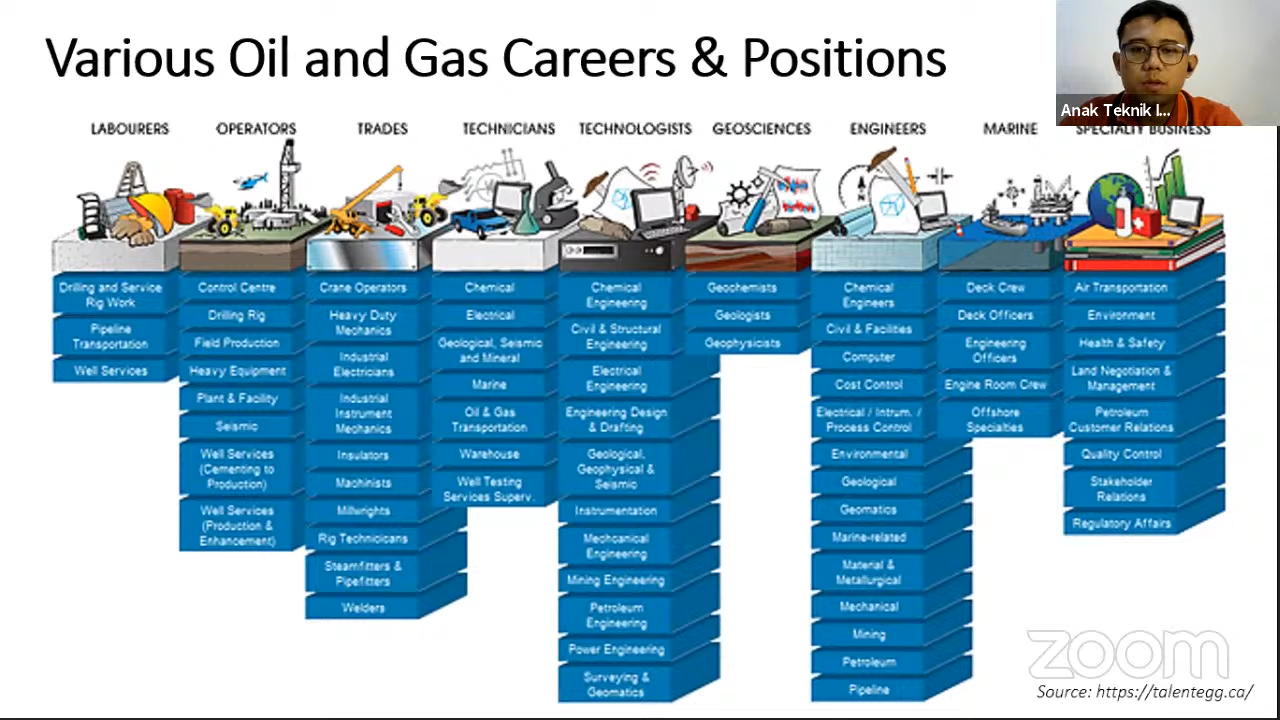 Various Oil and Gas Careers & Positions
Anak Teknik I...
LABOURERS
OPERATORS
TRADES
TECHNICIANS
TECHNOLOGISTS
GEOSCIENCES
ENGINEERS
MARINE
SPECIALTY BUSINESS
Drilling and Service
Rig Work
Pipeline
Transportation
Well Services
Control Centre
Drilling Rig
Field Production
Heavy Equipment
Plant & Facility
Seismic
Well Services
(Cementing to
Production)
Well Services
(Production &
Enhancement)
Crane Operators
Heavy Duty
Mechanics
Industrial
Electricians
Industrial
Instrument
Mechanics
Insulators
Machinists
Millwrights
Rig Technicicans
Steamfitters &
Pipefitters
Welders
Chemical
Electrical
Geological, Seismic
and Mineral
Marine
Oil & Gas
Transportation
Warehouse
Well Testing
Services Superv.
Chemical
Engineering
Civil & Structural
Engineering
Electrical
Engineering
Engineering Design
& Drafting
Geological,
Geophysical &
Seismic
Instrumentation
Mechcanical
Engineering
Mining Engineering
Petroleum
Engineering
Power Engineering
Surveying &
Geomatics
Geochemists
Geologists
Geophysicists
Chemical
Engineers
Civil & Facilities
Computer
Cost Control
Electrical / Intrum. /
Process Control
Environmental
Geological
Geomatics
Marine-related
Material &
Metallurgical
Mechanical
Mining
Petroleum
Pipeline
Deck Crew
Deck Officers
Engineering
Officers
Engine Room Crew
Offshore
Specialties
Air Transportation
Environment
Health & Safety
Land Negotiation &
Management
Petroleum
Customer Relations
Quality Control
Stakeholder
Relations
Regulatory Affairs
zoom
Source: https://talentegg.ca/